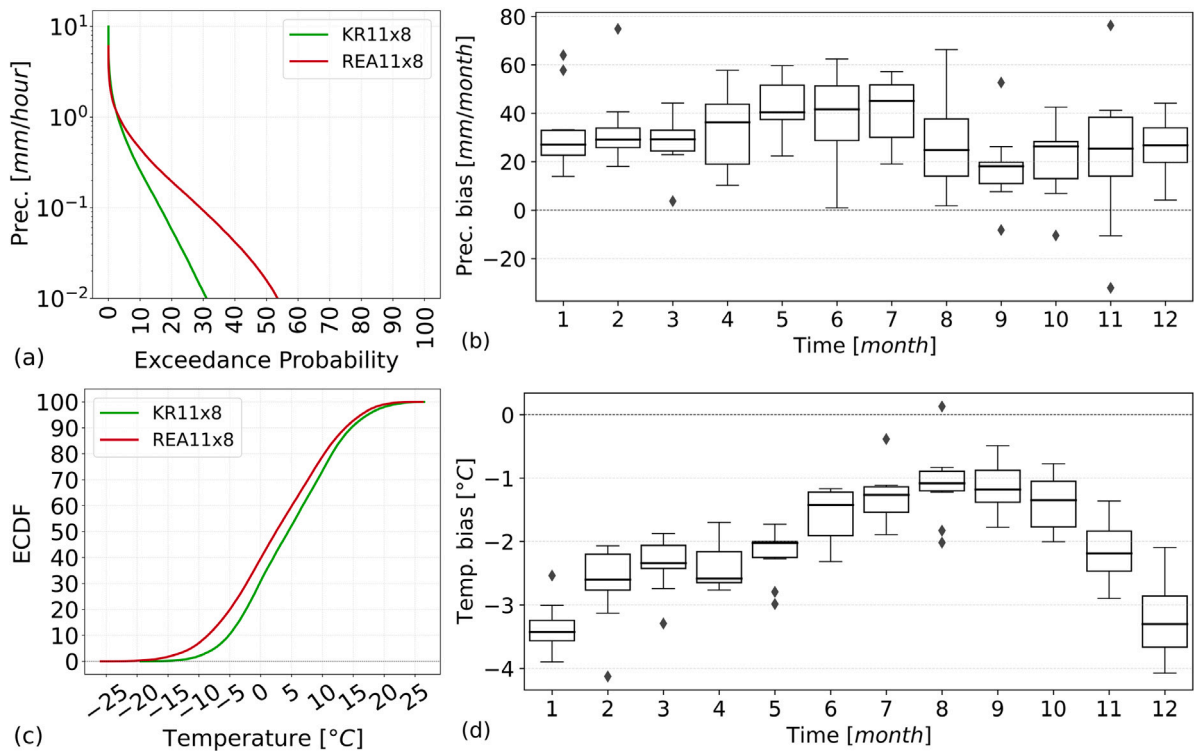 10¹
10⁰
10⁻¹
10⁻²
Prec. [mm/hour]
KR11x8
REA11x8
0 10 20 30 40 50 60 70 80 90 100
Exceedance Probability
(a)
80
60
40
20
0
−20
Prec. bias [mm/month]
1 2 3 4 5 6 7 8 9 10 11 12
Time [month]
(b)
100
90
80
70
60
50
40
30
20
10
0
ECDF
KR11x8
REA11x8
−25 −20 −15 −10 −5 0 5 10 15 20 25
Temperature [°C]
(c)
0
−1
−2
−3
−4
Temp. bias [°C]
1 2 3 4 5 6 7 8 9 10 11 12
Time [month]
(d)